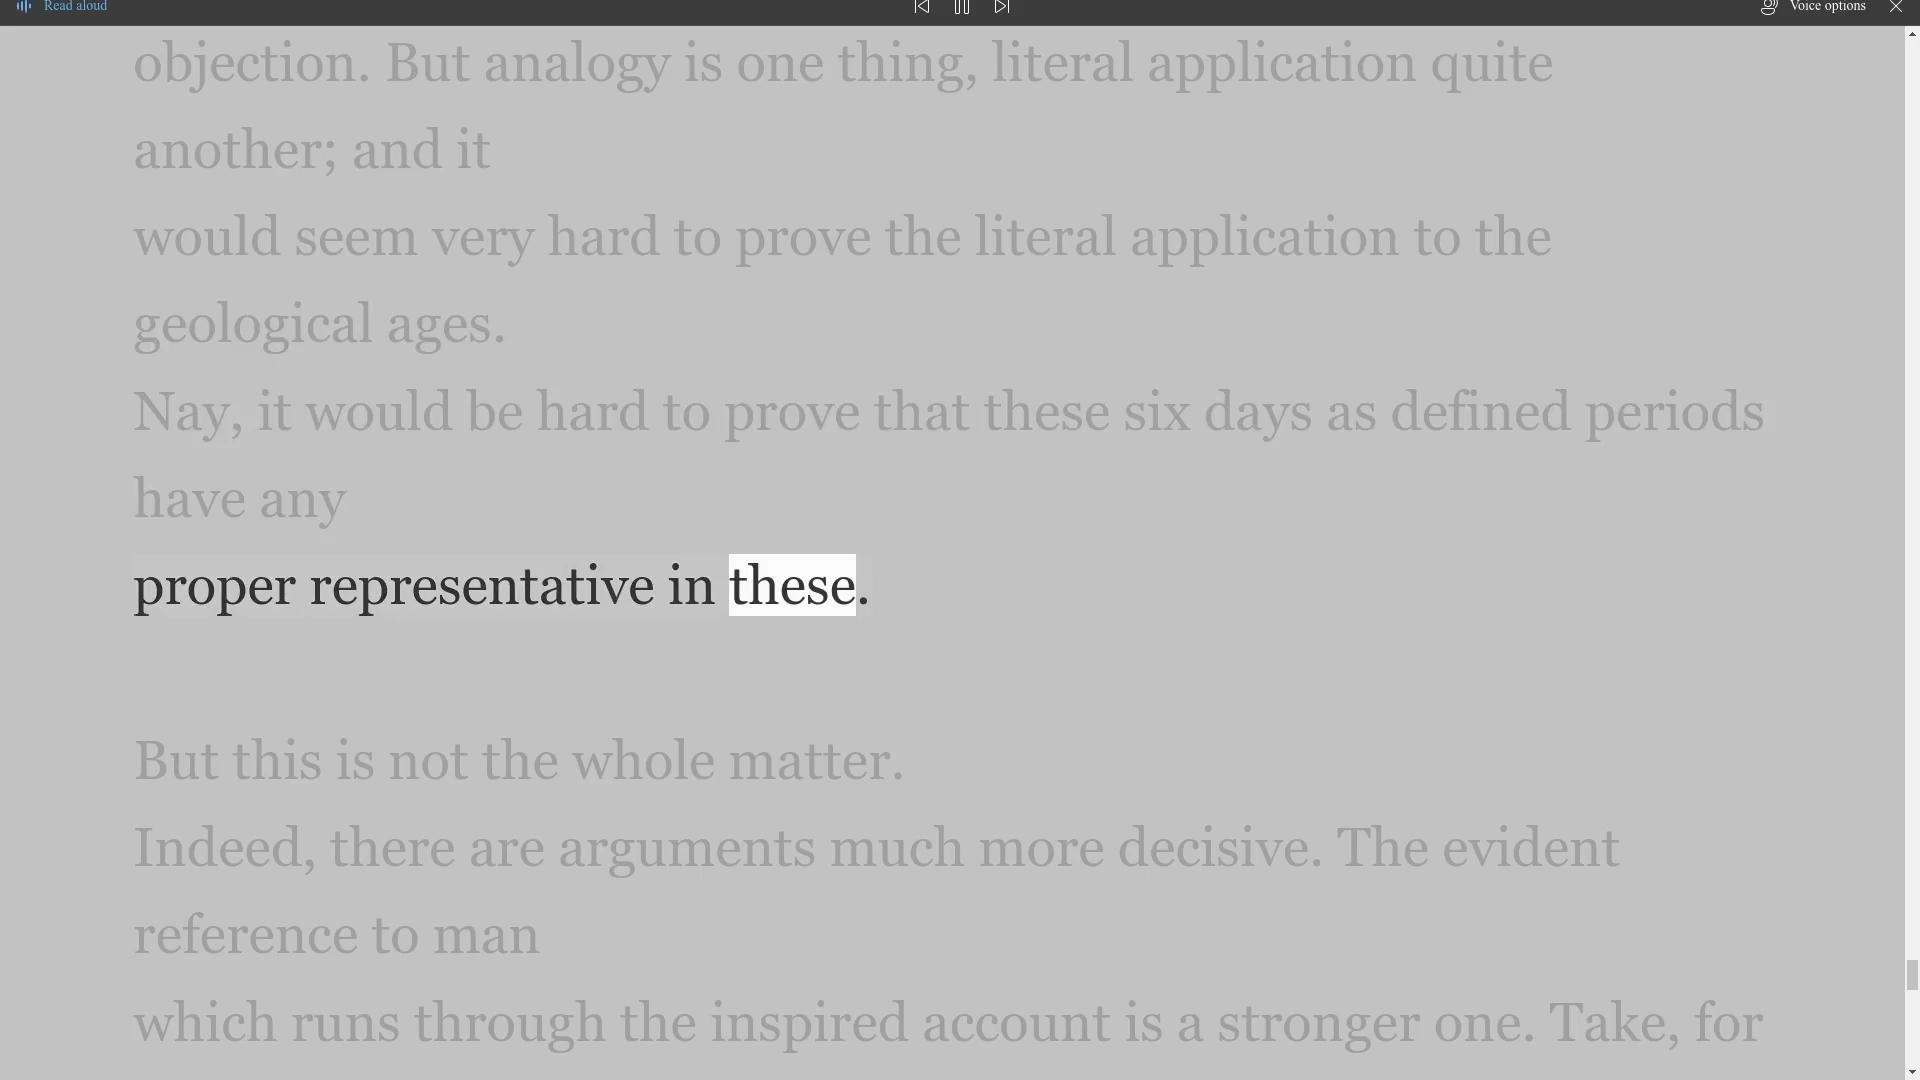 Read aloud
Voice options
objection. But analogy is one thing, literal application quite
another; and it
would seem very hard to prove the literal application to the
geological ages.
Nay, it would be hard to prove that these six days as defined periods
have any
proper representative in these.
But this is not the whole matter.
Indeed, there are arguments much more decisive. The evident
reference to man
which runs through the inspired account is a stronger one. Take, for